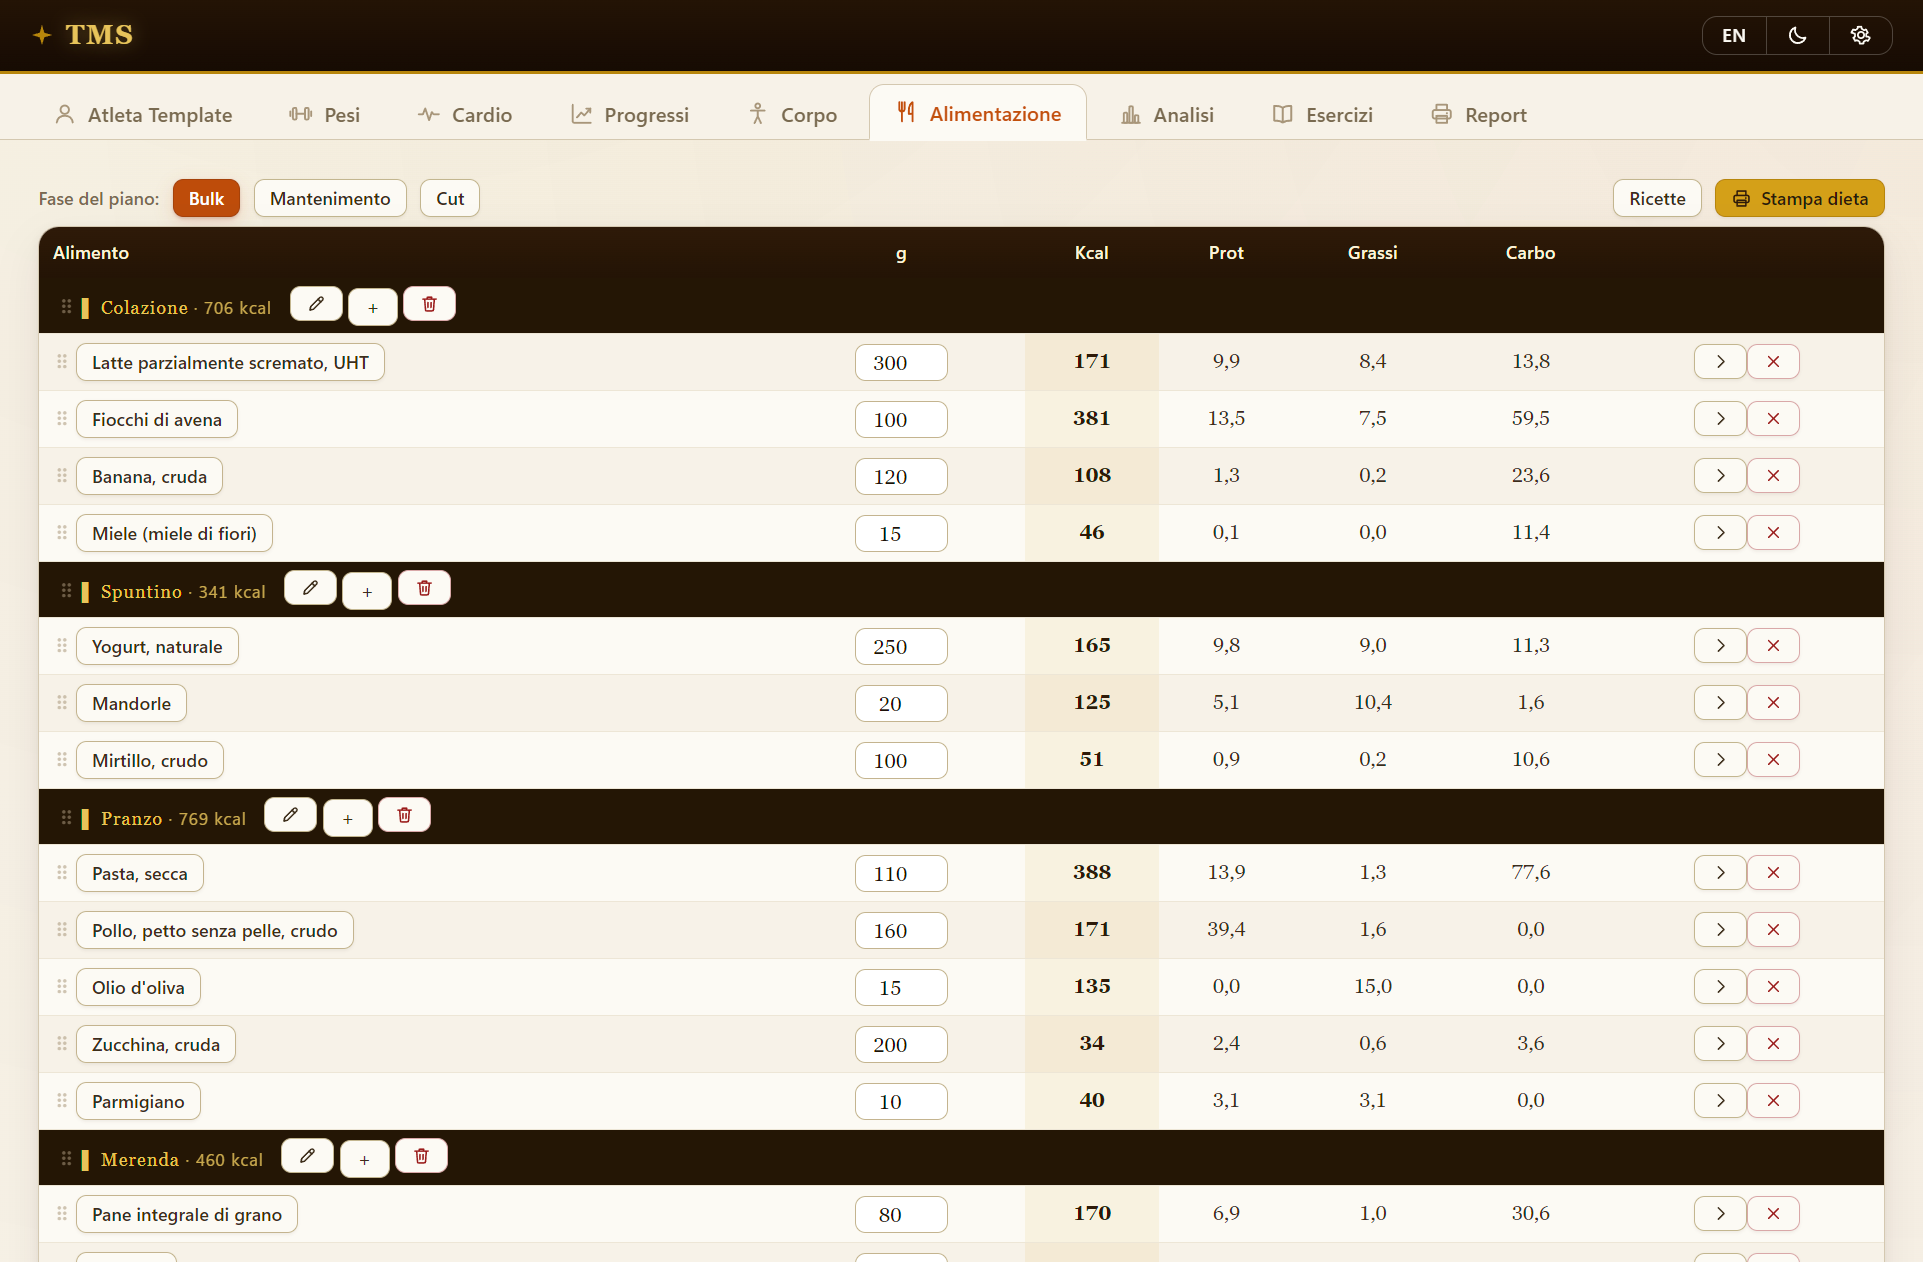 TMS
EN
Atleta Template
Pesi
Cardio
Progressi
Corpo
Alimentazione
Analisi
Esercizi
Report
Fase del piano: Bulk Mantenimento Cut Ricette Stampa dieta
Alimento g Kcal Prot Grassi Carbo
Colazione · 706 kcal +
Latte parzialmente scremato, UHT 300 171 9,9 8,4 13,8
Fiocchi di avena 100 381 13,5 7,5 59,5
Banana, cruda 120 108 1,3 0,2 23,6
Miele (miele di fiori) 15 46 0,1 0,0 11,4
Spuntino · 341 kcal +
Yogurt, naturale 250 165 9,8 9,0 11,3
Mandorle 20 125 5,1 10,4 1,6
Mirtillo, crudo 100 51 0,9 0,2 10,6
Pranzo · 769 kcal +
Pasta, secca 110 388 13,9 1,3 77,6
Pollo, petto senza pelle, crudo 160 171 39,4 1,6 0,0
Olio d'oliva 15 135 0,0 15,0 0,0
Zucchina, cruda 200 34 2,4 0,6 3,6
Parmigiano 10 40 3,1 3,1 0,0
Merenda · 460 kcal +
Pane integrale di grano 80 170 6,9 1,0 30,6